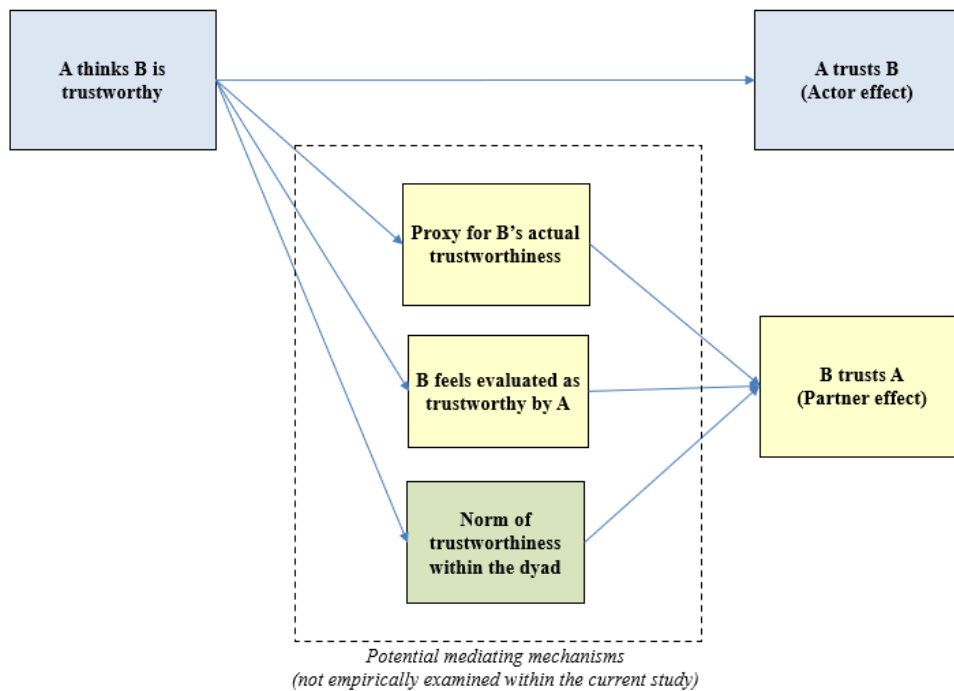 A thinks B is
trustworthy
A trusts B
(Actor effect)
Proxy for B’s actual
trustworthiness
B feels evaluated as
trustworthy by A
B trusts A
(Partner effect)
Norm of
trustworthiness
within the dyad
Potential mediating mechanisms
(not empirically examined within the current study)